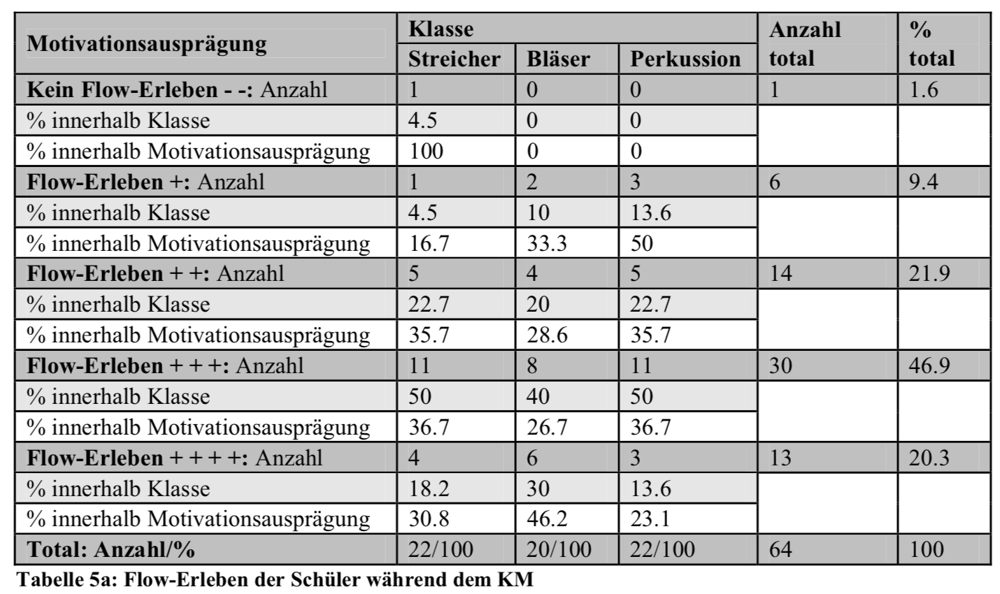 Motivationsausprägung Klasse Anzahl total % total
Streicher Bläser Perkussion
Kein Flow-Erleben - -: Anzahl 1 0 0 1 1.6
% innerhalb Klasse 4.5 0 0
% innerhalb Motivationsausprägung 100 0 0
Flow-Erleben +: Anzahl 1 2 3 6 9.4
% innerhalb Klasse 4.5 10 13.6
% innerhalb Motivationsausprägung 16.7 33.3 50
Flow-Erleben + +: Anzahl 5 4 5 14 21.9
% innerhalb Klasse 22.7 20 22.7
% innerhalb Motivationsausprägung 35.7 28.6 35.7
Flow-Erleben + + +: Anzahl 11 8 11 30 46.9
% innerhalb Klasse 50 40 50
% innerhalb Motivationsausprägung 36.7 26.7 36.7
Flow-Erleben + + + +: Anzahl 4 6 3 13 20.3
% innerhalb Klasse 18.2 30 13.6
% innerhalb Motivationsausprägung 30.8 46.2 23.1
Total: Anzahl/% 22/100 20/100 22/100 64 100
Tabelle 5a: Flow-Erleben der Schüler während dem KM